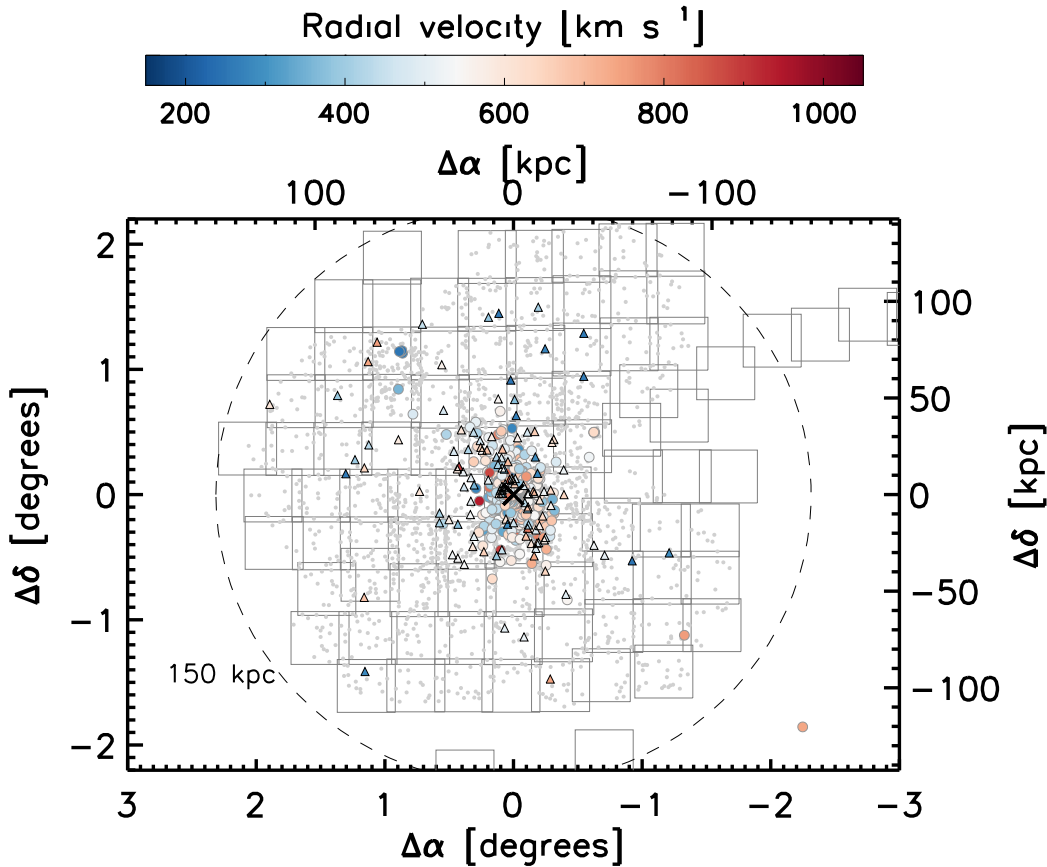 Radial velocity [km s ¹]
200 400 600 800 1000
Δα [kpc]
100 0 −100
2
1
0
−1
−2
Δδ [degrees]
100
50
0
−50
−100
Δδ [kpc]
150 kpc
3 2 1 0 −1 −2 −3
Δα [degrees]